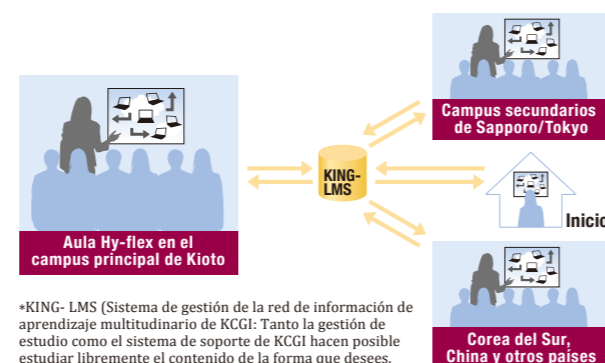 Campus secundarios
de Sapporo/Tokyo
KING-
LMS
Inicio
Aula Hy-flex en el
campus principal de Kioto
Corea del Sur,
China y otros países
*KING- LMS (Sistema de gestión de la red de información de
aprendizaje multitudinario de KCGI: Tanto la gestión de
estudio como el sistema de soporte de KCGI hacen posible
estudiar libremente el contenido de la forma que desees.